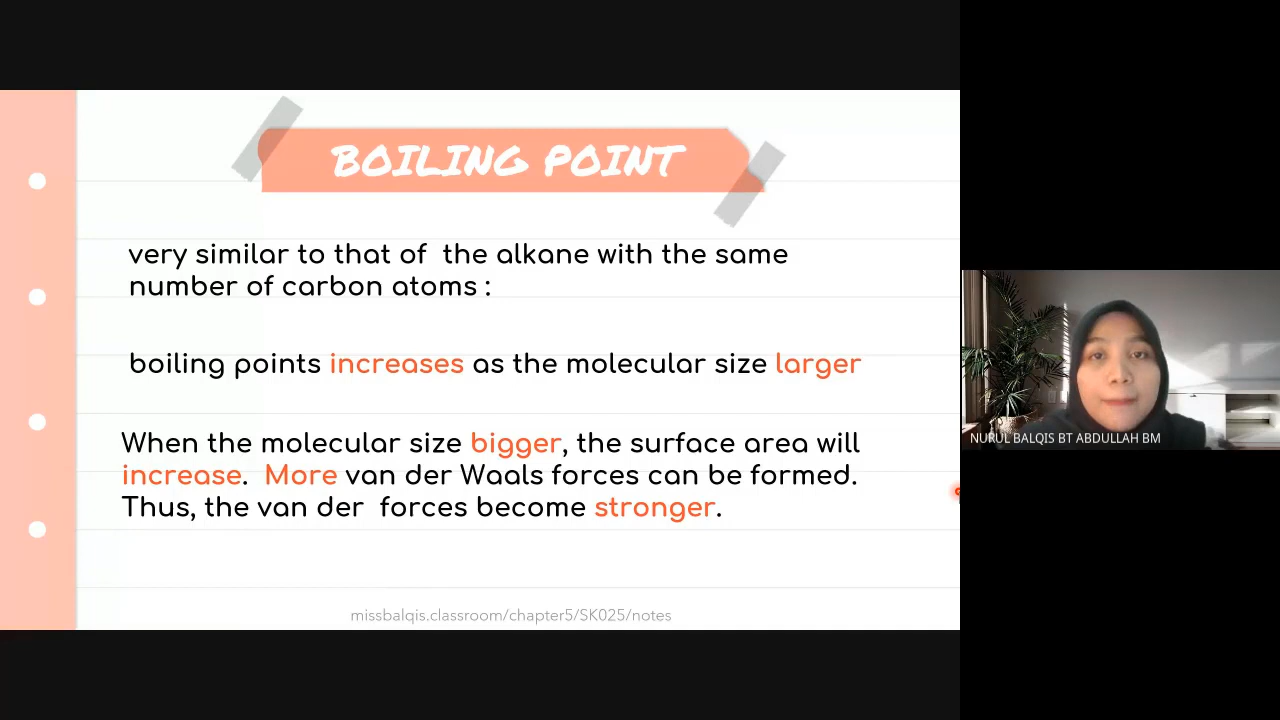 BOILING POINT
very similar to that of the alkane with the same
number of carbon atoms :
boiling points increases as the molecular size larger
When the molecular size bigger, the surface area will
increase. More van der Waals forces can be formed.
Thus, the van der forces become stronger.
missbalqis.classroom/chapter5/SK025/notes
NURUL BALQIS BT ABDULLAH BM